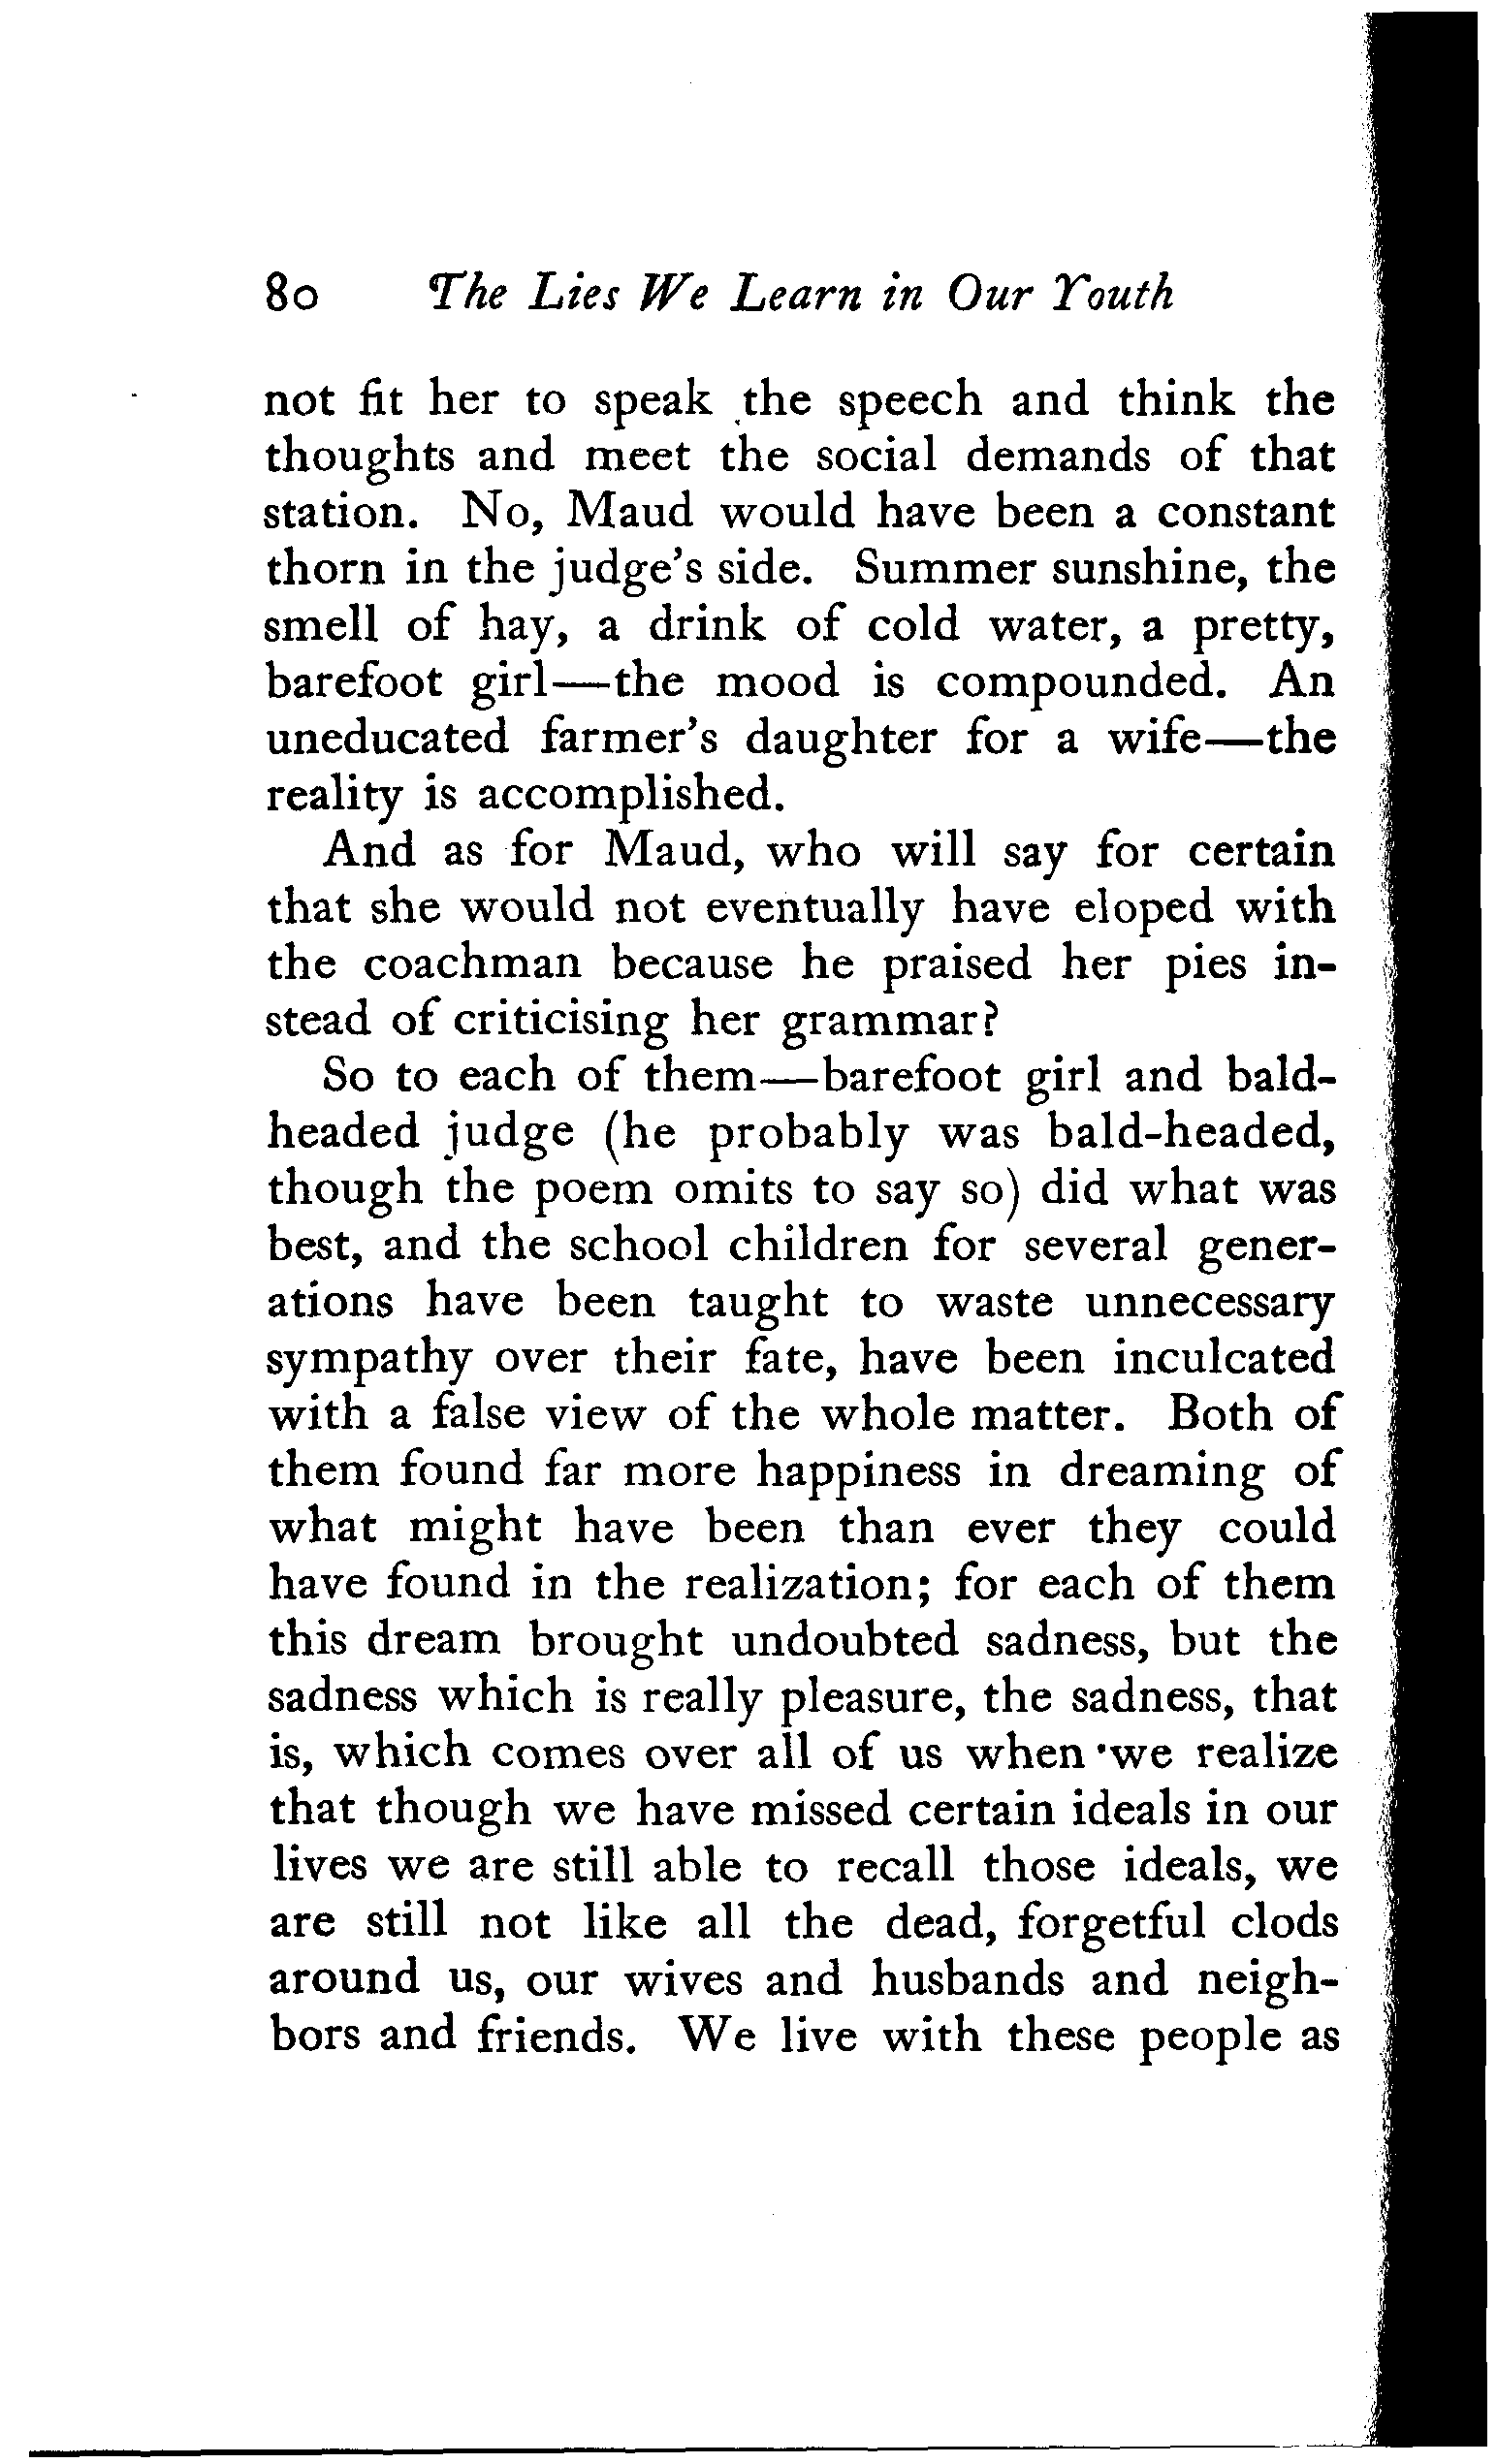 80 The Lies We Learn in Our Youth
not fit her to speak the speech and think the
thoughts and meet the social demands of that
station. No, Maud would have been a constant
thorn in the judge's side. Summer sunshine, the
smell of hay, a drink of cold water, a pretty,
barefoot girl—the mood is compounded. An
uneducated farmer's daughter for a wife—the
reality is accomplished.
And as for Maud, who will say for certain
that she would not eventually have eloped with
the coachman because he praised her pies in-
stead of criticising her grammar?
So to each of them—barefoot girl and bald-
headed judge (he probably was bald-headed,
though the poem omits to say so) did what was
best, and the school children for several gener-
ations have been taught to waste unnecessary
sympathy over their fate, have been inculcated
with a false view of the whole matter. Both of
them found far more happiness in dreaming of
what might have been than ever they could
have found in the realization; for each of them
this dream brought undoubted sadness, but the
sadness which is really pleasure, the sadness, that
is, which comes over all of us when we realize
that though we have missed certain ideals in our
lives we are still able to recall those ideals, we
are still not like all the dead, forgetful clods
around us, our wives and husbands and neigh-
bors and friends. We live with these people as